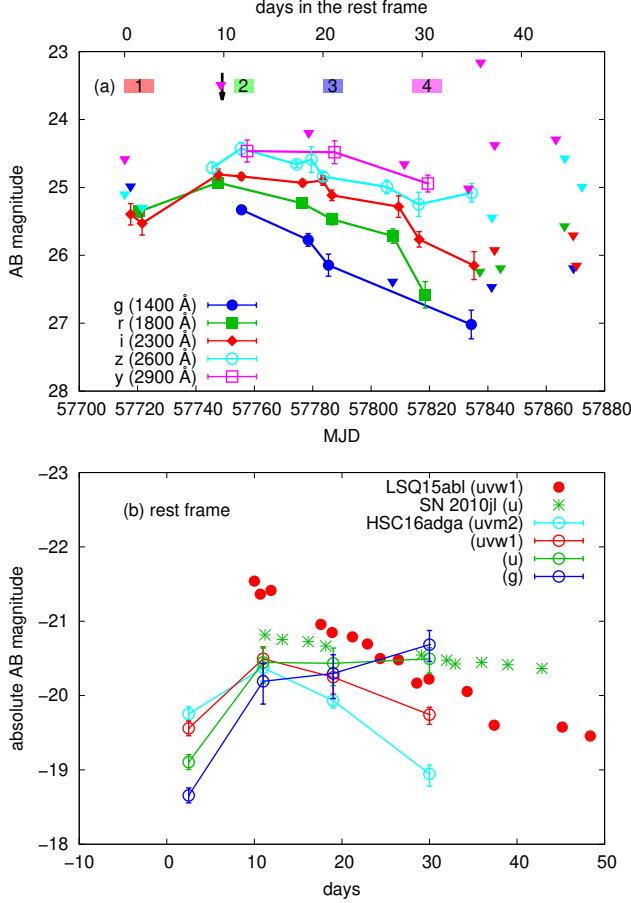 days in the rest frame
0 10 20 30 40
23
(a) 1 2 3 4
24
25
26
27
28
AB magnitude
g (1400 Å)
r (1800 Å)
i (2300 Å)
z (2600 Å)
y (2900 Å)
57700 57720 57740 57760 57780 57800 57820 57840 57860 57880
MJD
-23
(b) rest frame
LSQ15abl (uvw1)
SN 2010jl (u)
HSC16adga (uvm2)
(uvw1)
(u)
(g)
-22
-21
-20
-19
-18
absolute AB magnitude
-10 0 10 20 30 40 50
days